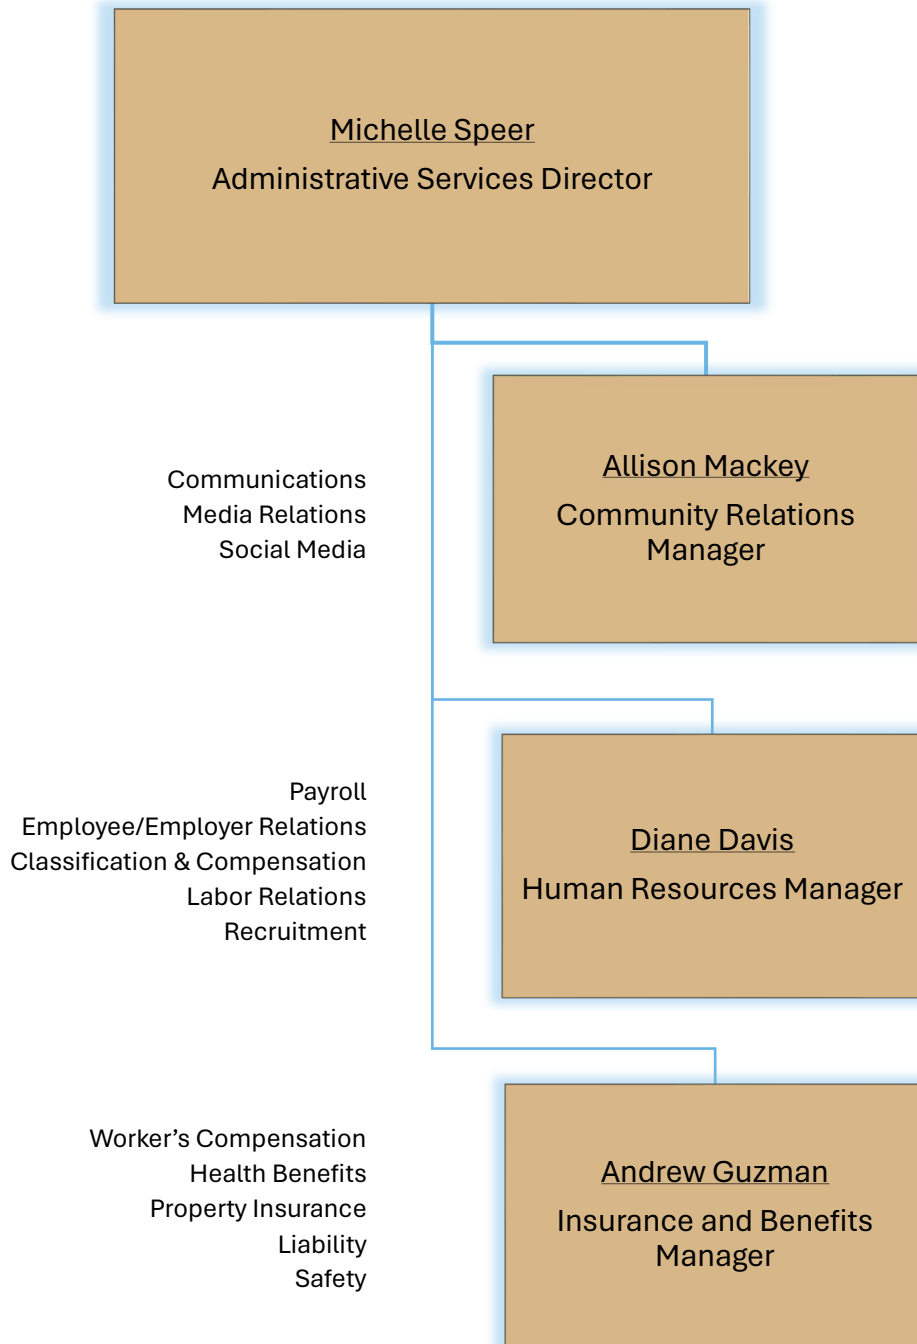 Michelle Speer
Administrative Services Director
Communications
Media Relations
Social Media
Allison Mackey
Community Relations
Manager
Payroll
Employee/Employer Relations
Classification & Compensation
Labor Relations
Recruitment
Diane Davis
Human Resources Manager
Worker’s Compensation
Health Benefits
Property Insurance
Liability
Safety
Andrew Guzman
Insurance and Benefits
Manager